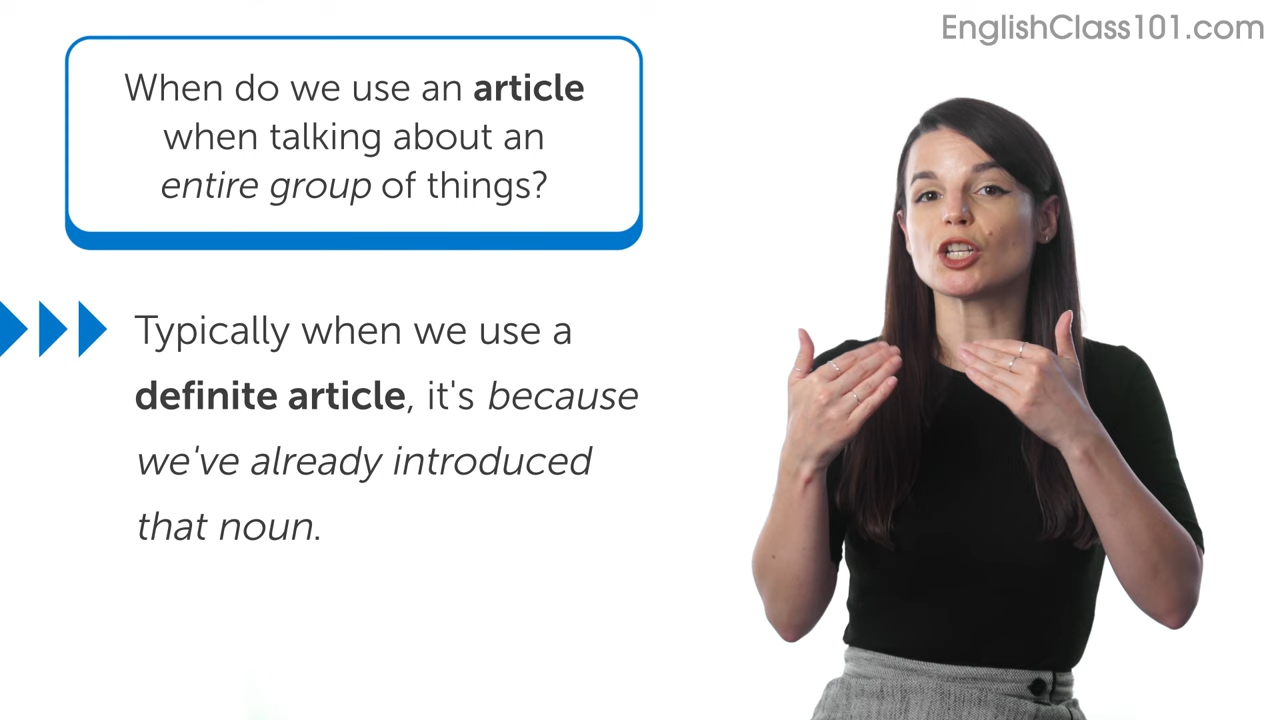 EnglishClass101.com
When do we use an article
when talking about an
entire group of things?
Typically when we use a
definite article, it's because
we've already introduced
that noun.